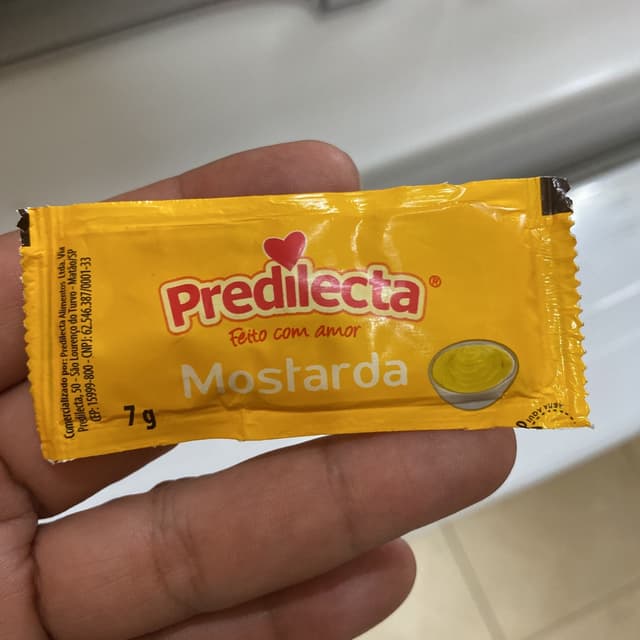 Predilecta®
Feito com amor
Mostarda
7 g
Comercializado por: Predilecta Alimentos Ltda. Via
Predilecta, 50 - São Lourenço do Turvo - Matão/SP
CEP: 15999-800 - CNPJ: 62.546.387/0001-33